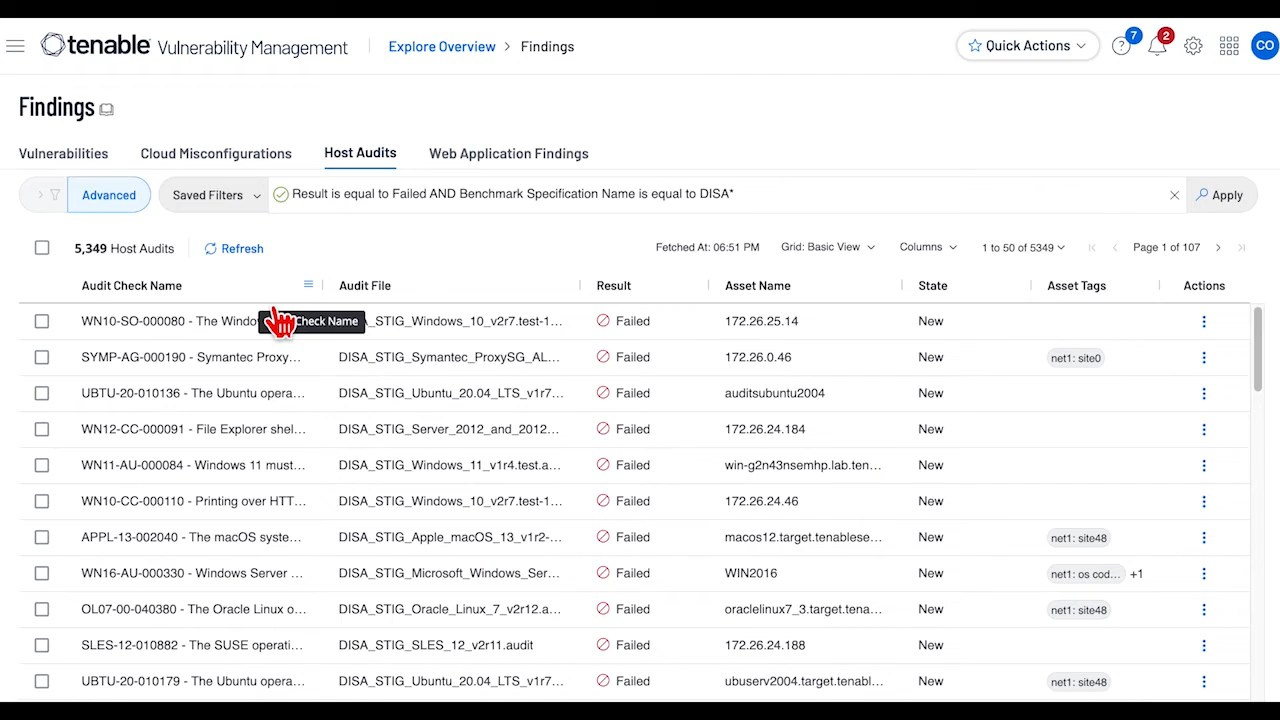 tenable Vulnerability Management Explore Overview > Findings Quick Actions 7 2 CO
Findings
Vulnerabilities Cloud Misconfigurations Host Audits Web Application Findings
Advanced Saved Filters Result is equal to Failed AND Benchmark Specification Name is equal to DISA* Apply
5,349 Host Audits Refresh Fetched At: 06:51 PM Grid: Basic View Columns 1 to 50 of 5349 Page 1 of 107
Audit Check Name Audit File Result Asset Name State Asset Tags Actions
WN10-SO-000080 - The Windo Check Name _STIG_Windows_10_v2r7.test-1... Failed 172.26.25.14 New
SYMP-AG-000190 - Symantec Proxy... DISA_STIG_Symantec_ProxySG_AL... Failed 172.26.0.46 New net1: site0
UBTU-20-010136 - The Ubuntu opera... DISA_STIG_Ubuntu_20.04_LTS_v1r7... Failed auditsubuntu2004 New
WN12-CC-000091 - File Explorer shel... DISA_STIG_Server_2012_and_2012... Failed 172.26.24.184 New
WN11-AU-000084 - Windows 11 must... DISA_STIG_Windows_11_v1r4.test.a... Failed win-g2n43nsemhp.lab.ten... New
WN10-CC-000110 - Printing over HTT... DISA_STIG_Windows_10_v2r7.test-1... Failed 172.26.24.46 New
APPL-13-002040 - The macOS syste... DISA_STIG_Apple_macOS_13_v1r2-... Failed macos12.target.tenablese... New net1: site48
WN16-AU-000330 - Windows Server ... DISA_STIG_Microsoft_Windows_Ser... Failed WIN2016 New net1: os cod... +1
OL07-00-040380 - The Oracle Linux o... DISA_STIG_Oracle_Linux_7_v2r12.a... Failed oraclelinux7_3.target.tena... New net1: site48
SLES-12-010882 - The SUSE operati... DISA_STIG_SLES_12_v2r11.audit Failed 172.26.24.188 New
UBTU-20-010179 - The Ubuntu opera... DISA_STIG_Ubuntu_20.04_LTS_v1r7... Failed ubuserv2004.target.tenabl... New net1: site48